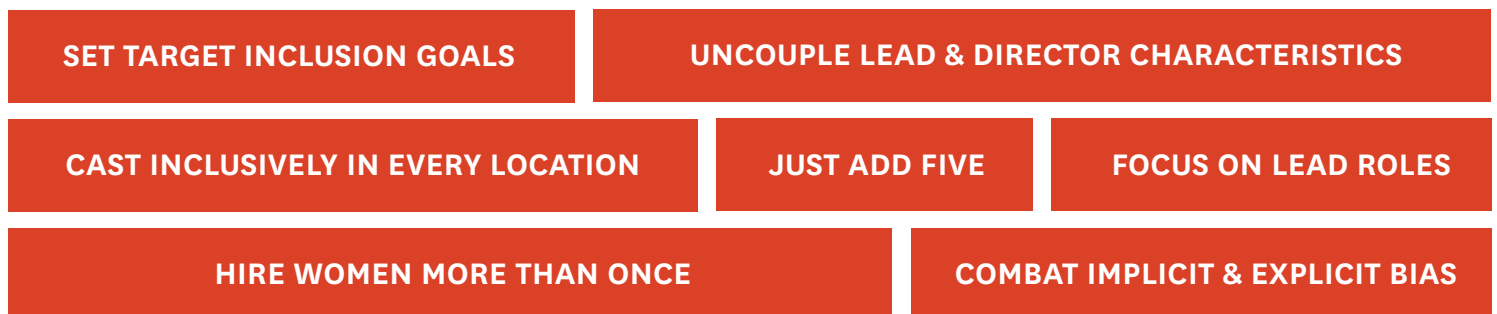 SET TARGET INCLUSION GOALS
UNCOUPLE LEAD & DIRECTOR CHARACTERISTICS
CAST INCLUSIVELY IN EVERY LOCATION
JUST ADD FIVE
FOCUS ON LEAD ROLES
HIRE WOMEN MORE THAN ONCE
COMBAT IMPLICIT & EXPLICIT BIAS